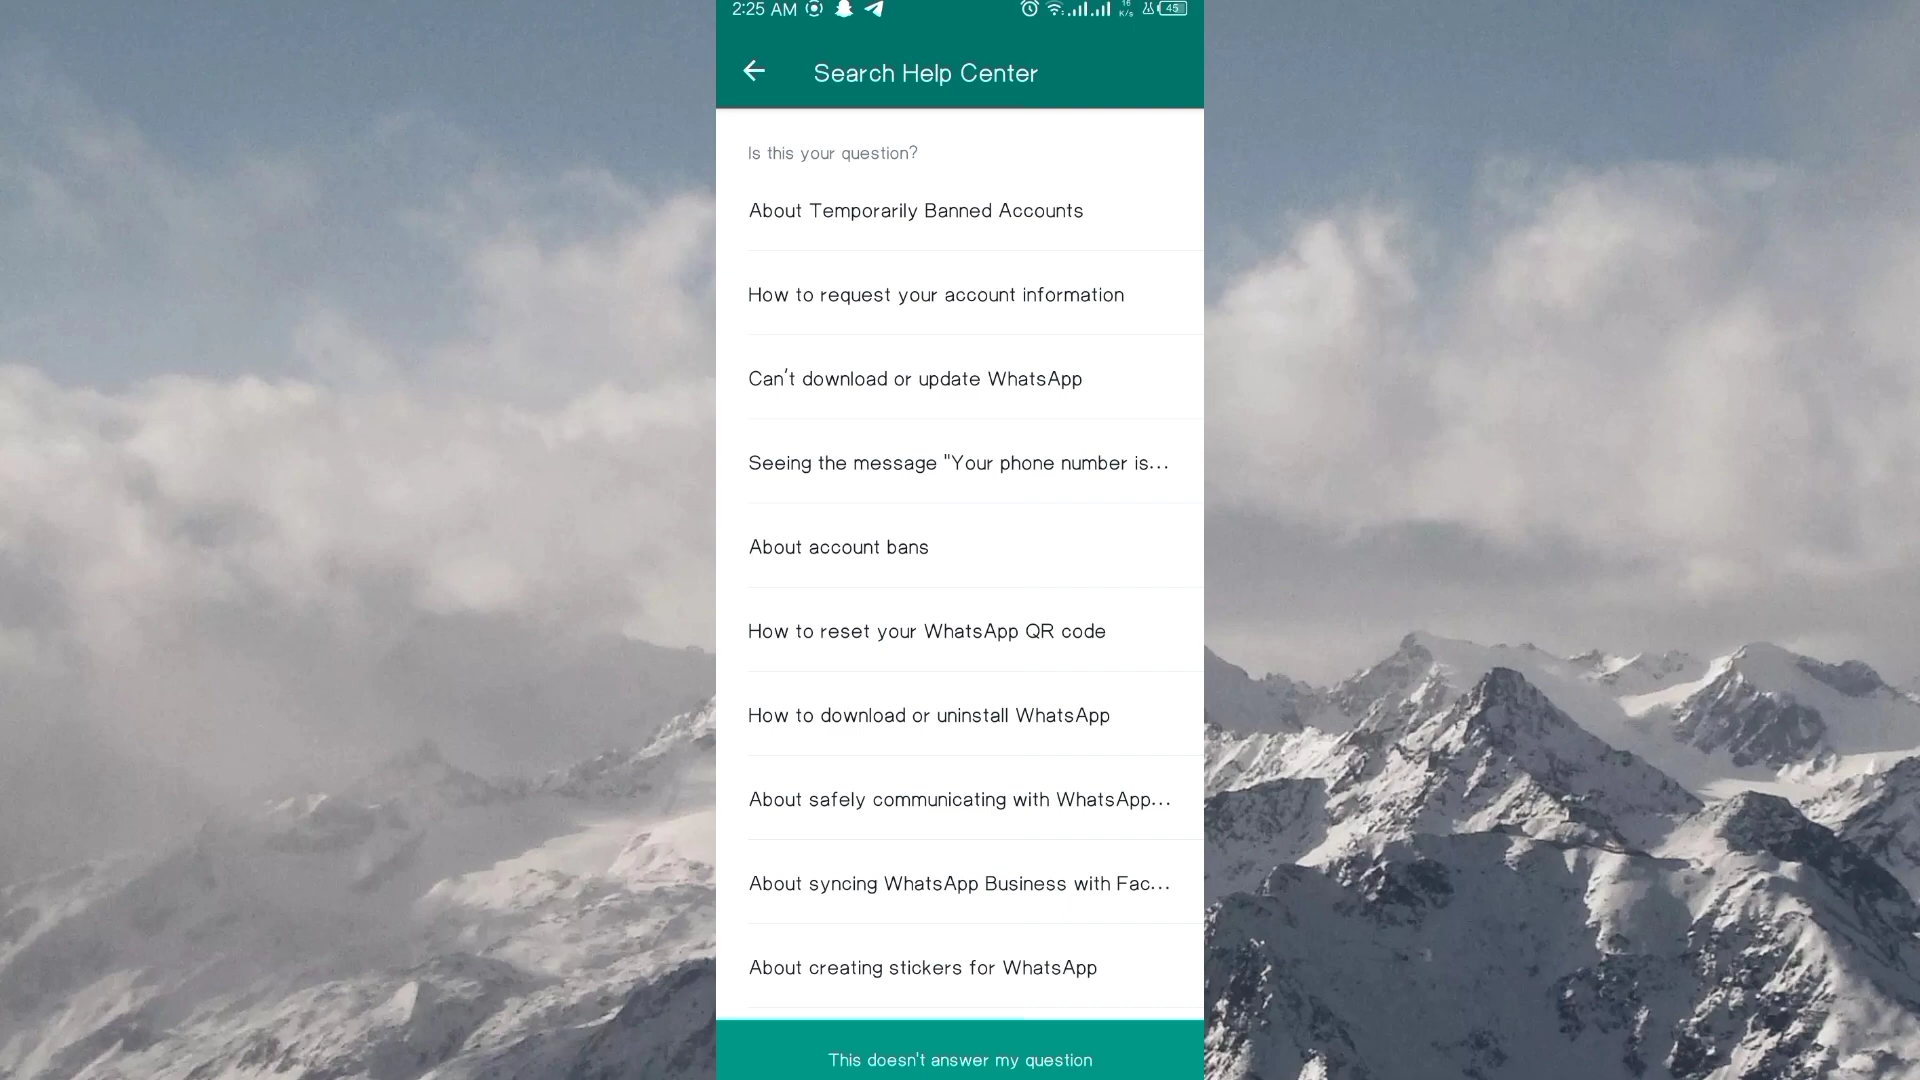 2:25 AM 16 K/s 45
Search Help Center
Is this your question?
About Temporarily Banned Accounts
How to request your account information
Can't download or update WhatsApp
Seeing the message "Your phone number is...
About account bans
How to reset your WhatsApp QR code
How to download or uninstall WhatsApp
About safely communicating with WhatsApp...
About syncing WhatsApp Business with Fac...
About creating stickers for WhatsApp
This doesn't answer my question